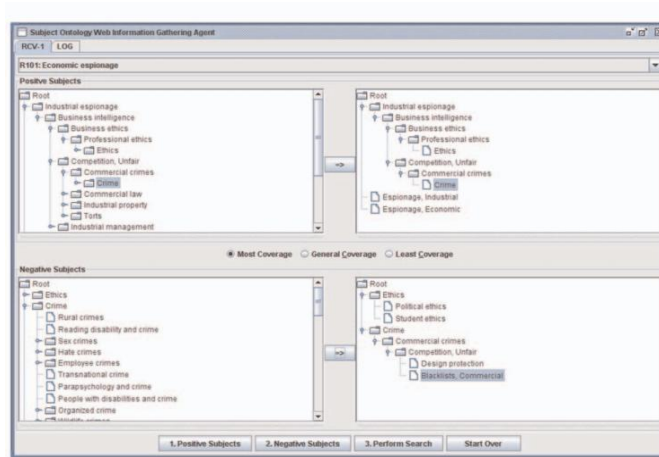 Subject Ontology Web Information Gathering Agent
RCV-1 LOG
R101: Economic espionage
Positve Subjects
Root
Industrial espionage
Business intelligence
Business ethics
Professional ethics
Ethics
Competition, Unfair
Commercial crimes
Crime
Commercial law
Industrial property
Torts
Industrial management
=>
Root
Industrial espionage
Business intelligence
Business ethics
Professional ethics
Ethics
Competition, Unfair
Commercial crimes
Crime
Espionage, Industrial
Espionage, Economic
Most Coverage General Coverage Least Coverage
Negative Subjects
Root
Ethics
Crime
Rural crimes
Reading disability and crime
Sex crimes
Hate crimes
Employee crimes
Transnational crime
Parapsychology and crime
People with disabilities and crime
Organized crime
Wildlife crimes
=>
Root
Ethics
Political ethics
Student ethics
Crime
Commercial crimes
Competition, Unfair
Design protection
Blacklists, Commercial
1. Positive Subjects 2. Negative Subjects 3. Perform Search Start Over